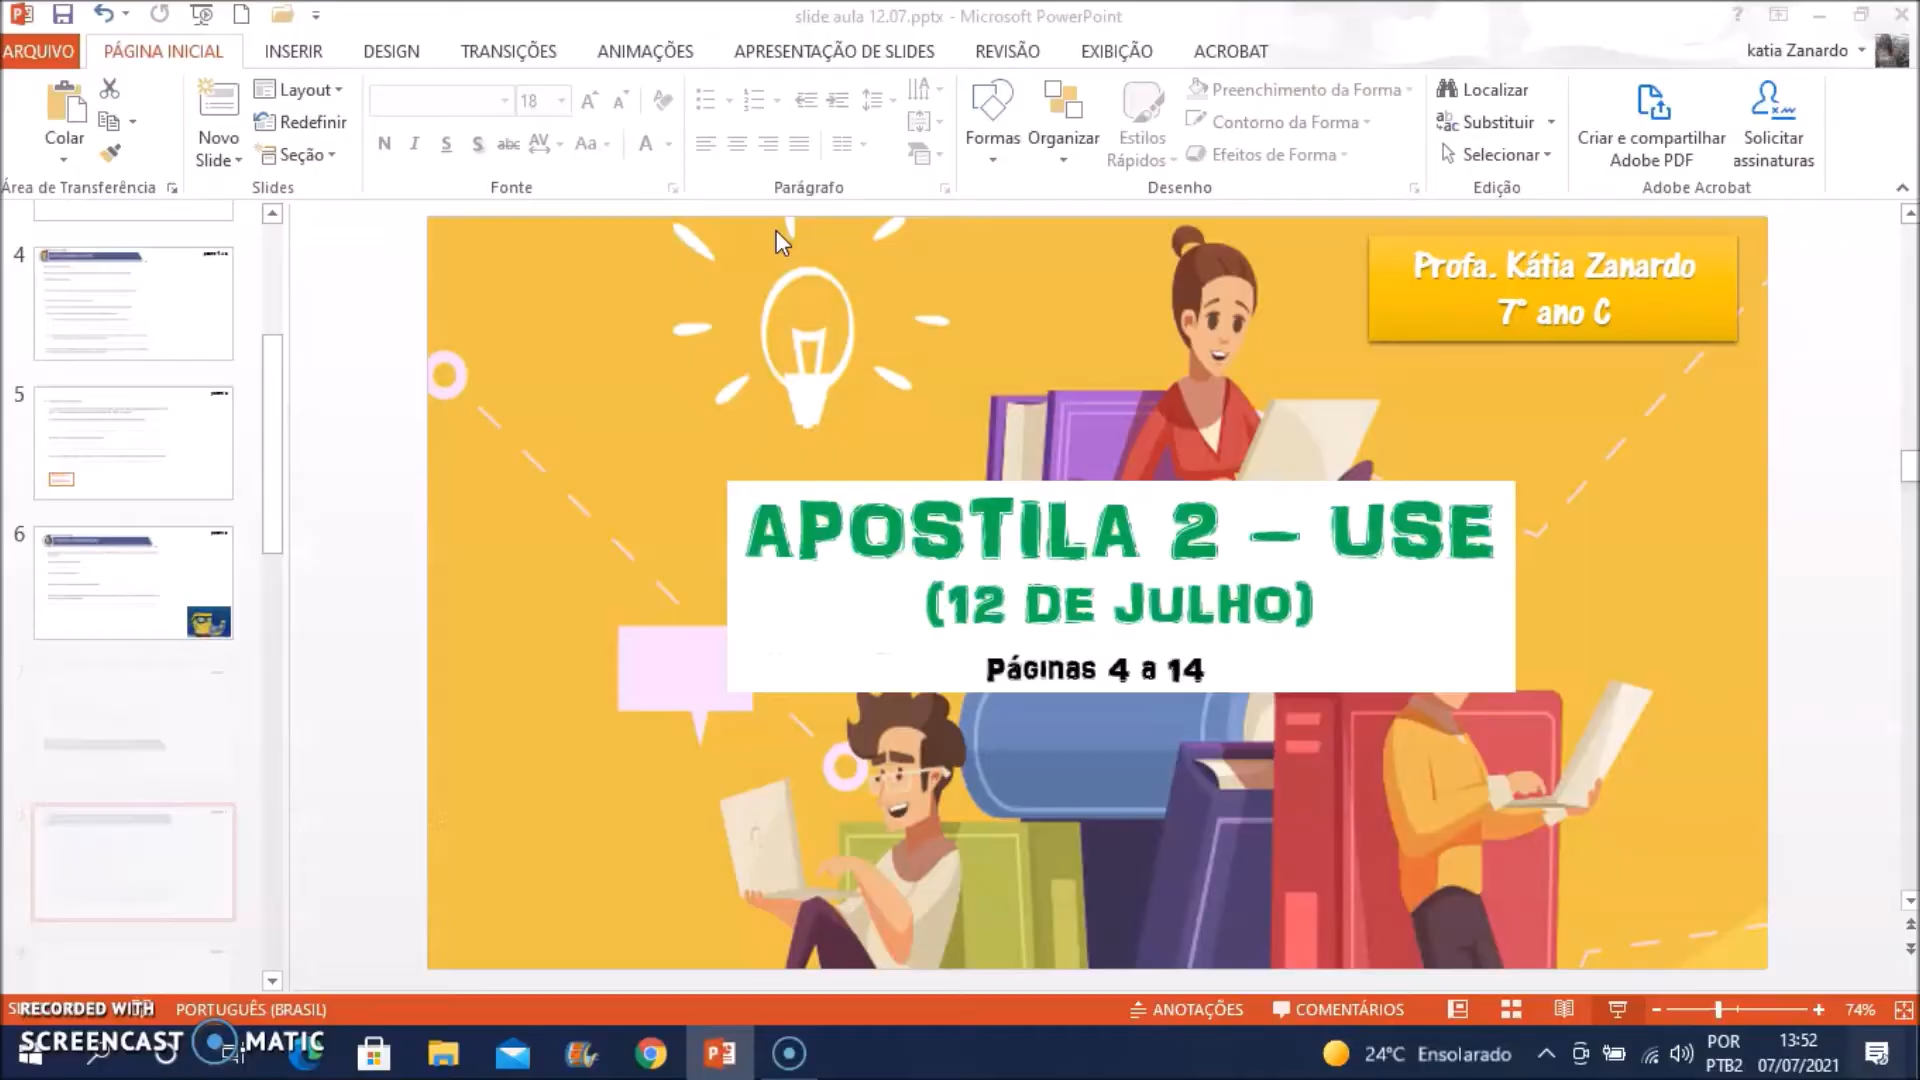 slide aula 12.07.pptx - Microsoft PowerPoint
ARQUIVO PÁGINA INICIAL INSERIR DESIGN TRANSIÇÕES ANIMAÇÕES APRESENTAÇÃO DE SLIDES REVISÃO EXIBIÇÃO ACROBAT katia Zanardo
Colar
Novo Slide
Layout
Redefinir
Seção
18
N I S S abc AV Aa A
Formas
Organizar
Estilos Rápidos
Preenchimento da Forma
Contorno da Forma
Efeitos de Forma
Localizar
Substituir
Selecionar
Criar e compartilhar Adobe PDF
Solicitar assinaturas
Área de Transferência Slides Fonte Parágrafo Desenho Edição Adobe Acrobat
4
5
6
Profa. Kátia Zanardo
7° ano C
APOSTILA 2 – USE
(12 DE JULHO)
Páginas 4 a 14
RECORDED WITH
SCREENCAST MATIC
PORTUGUÊS (BRASIL) ANOTAÇÕES COMENTÁRIOS 74%
24°C Ensolarado
POR
PTB2
13:52
07/07/2021